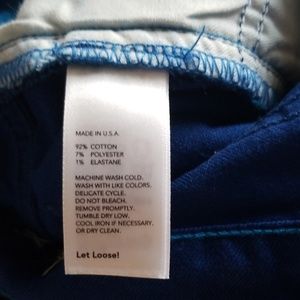 MADE IN U.S.A.
92% COTTON
7% POLYESTER
1% ELASTANE
MACHINE WASH COLD.
WASH WITH LIKE COLORS.
DELICATE CYCLE.
DO NOT BLEACH.
REMOVE PROMPTLY.
TUMBLE DRY LOW.
COOL IRON IF NECESSARY.
OR DRY CLEAN.
Let Loose!